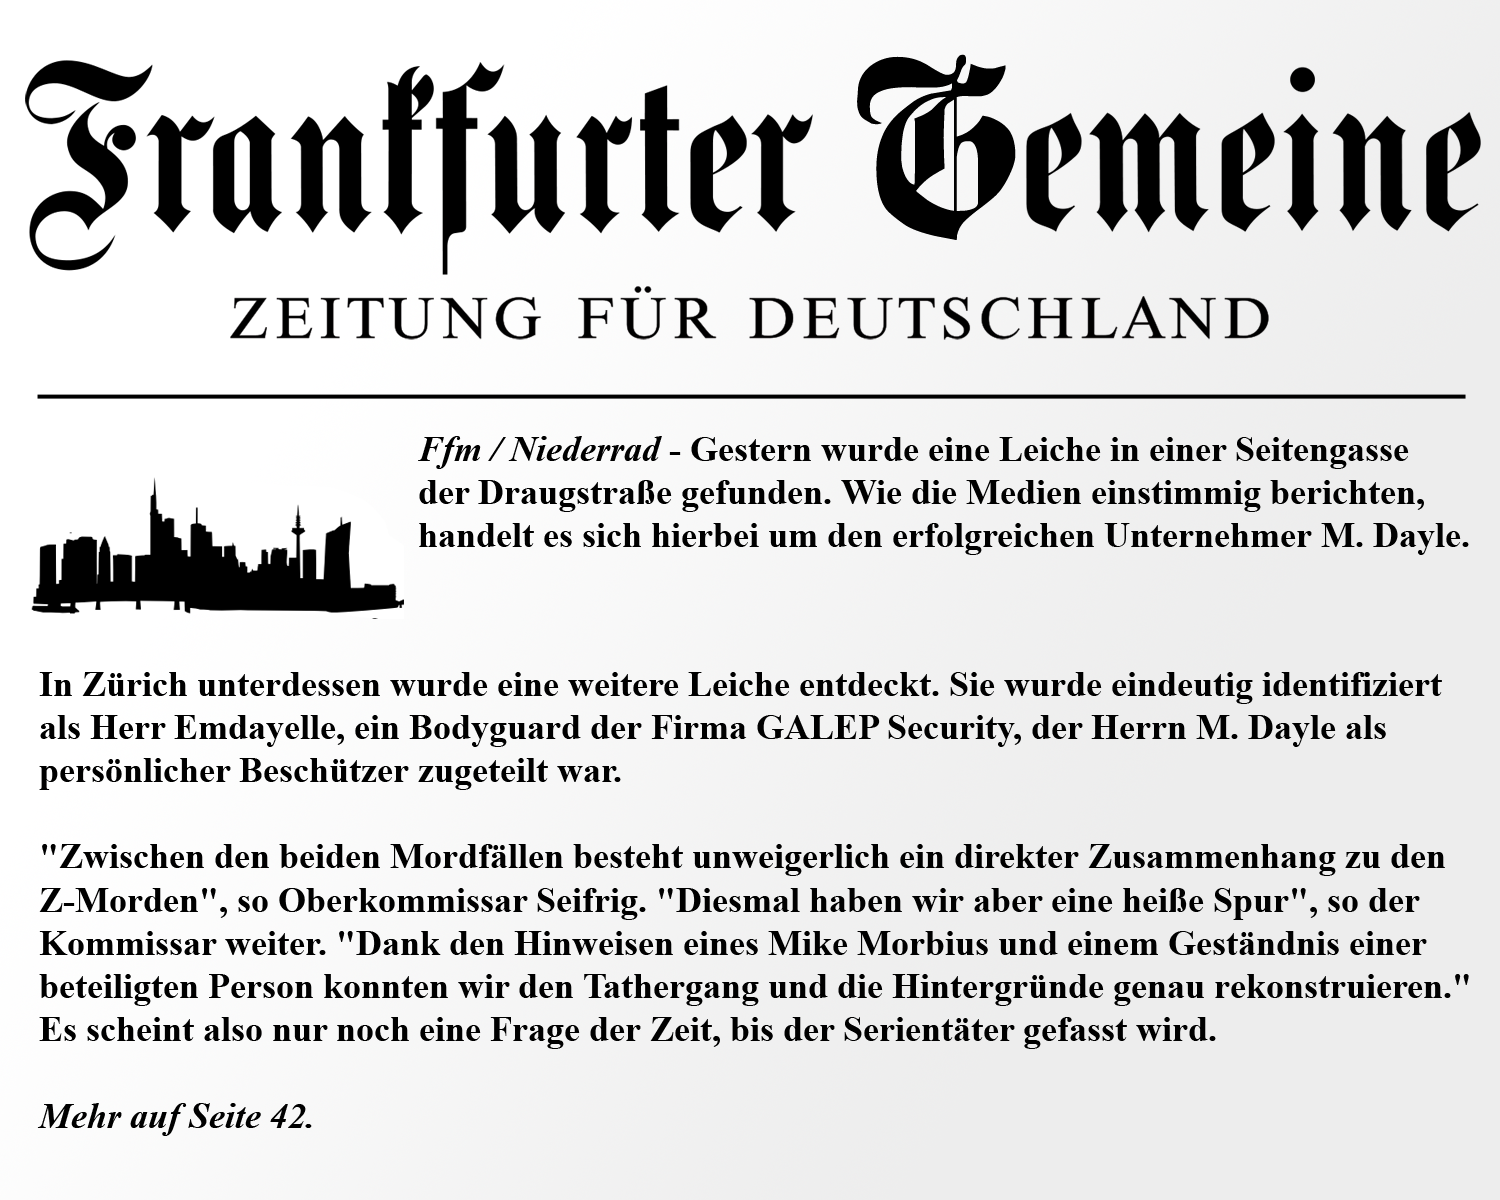 Frankfurter Gemeine
ZEITUNG FÜR DEUTSCHLAND
Ffm / Niederrad - Gestern wurde eine Leiche in einer Seitengasse
der Draugstraße gefunden. Wie die Medien einstimmig berichten,
handelt es sich hierbei um den erfolgreichen Unternehmer M. Dayle.
In Zürich unterdessen wurde eine weitere Leiche entdeckt. Sie wurde eindeutig identifiziert
als Herr Emdayelle, ein Bodyguard der Firma GALEP Security, der Herrn M. Dayle als
persönlicher Beschützer zugeteilt war.
"Zwischen den beiden Mordfällen besteht unweigerlich ein direkter Zusammenhang zu den
Z-Morden", so Oberkommissar Seifrig. "Diesmal haben wir aber eine heiße Spur", so der
Kommissar weiter. "Dank den Hinweisen eines Mike Morbius und einem Geständnis einer
beteiligten Person konnten wir den Tathergang und die Hintergründe genau rekonstruieren."
Es scheint also nur noch eine Frage der Zeit, bis der Serientäter gefasst wird.
Mehr auf Seite 42.